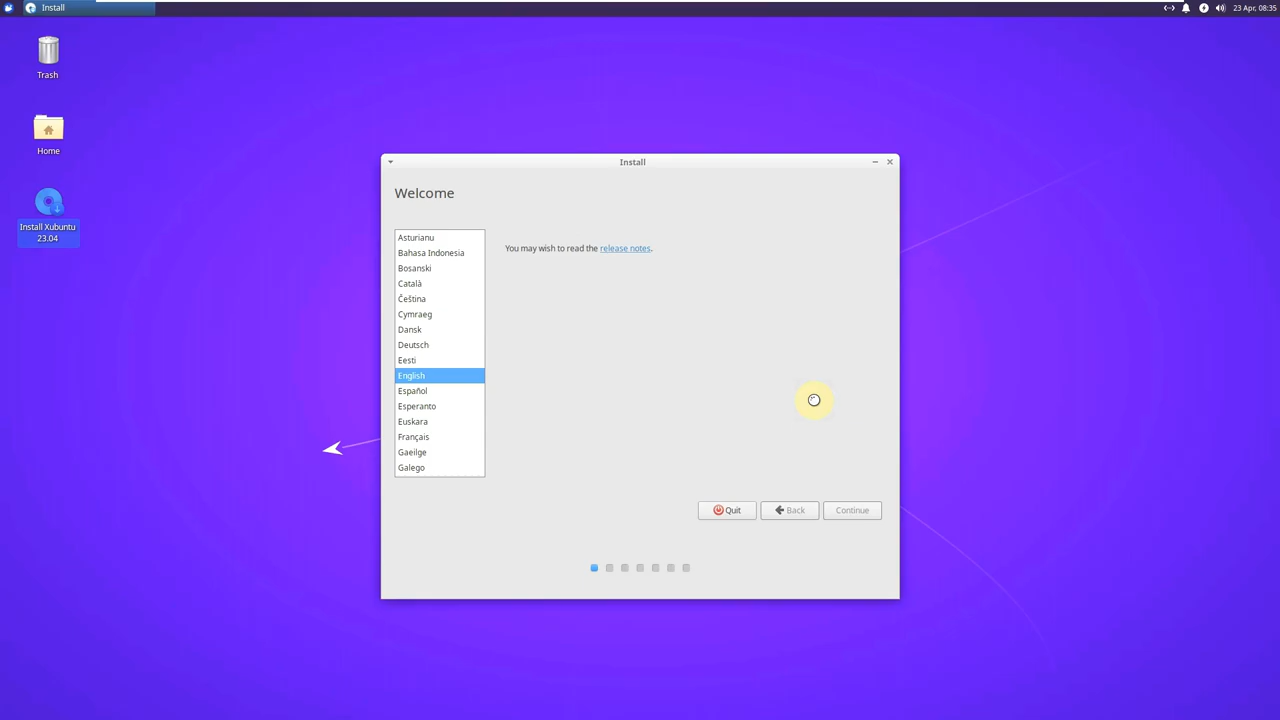 Install
23 Apr, 08:35
Trash
Home
Install Xubuntu
23.04
Install
Welcome
Asturianu
Bahasa Indonesia
Bosanski
Català
Čeština
Cymraeg
Dansk
Deutsch
Eesti
English
Español
Esperanto
Euskara
Français
Gaeilge
Galego
You may wish to read the release notes.
Quit
Back
Continue